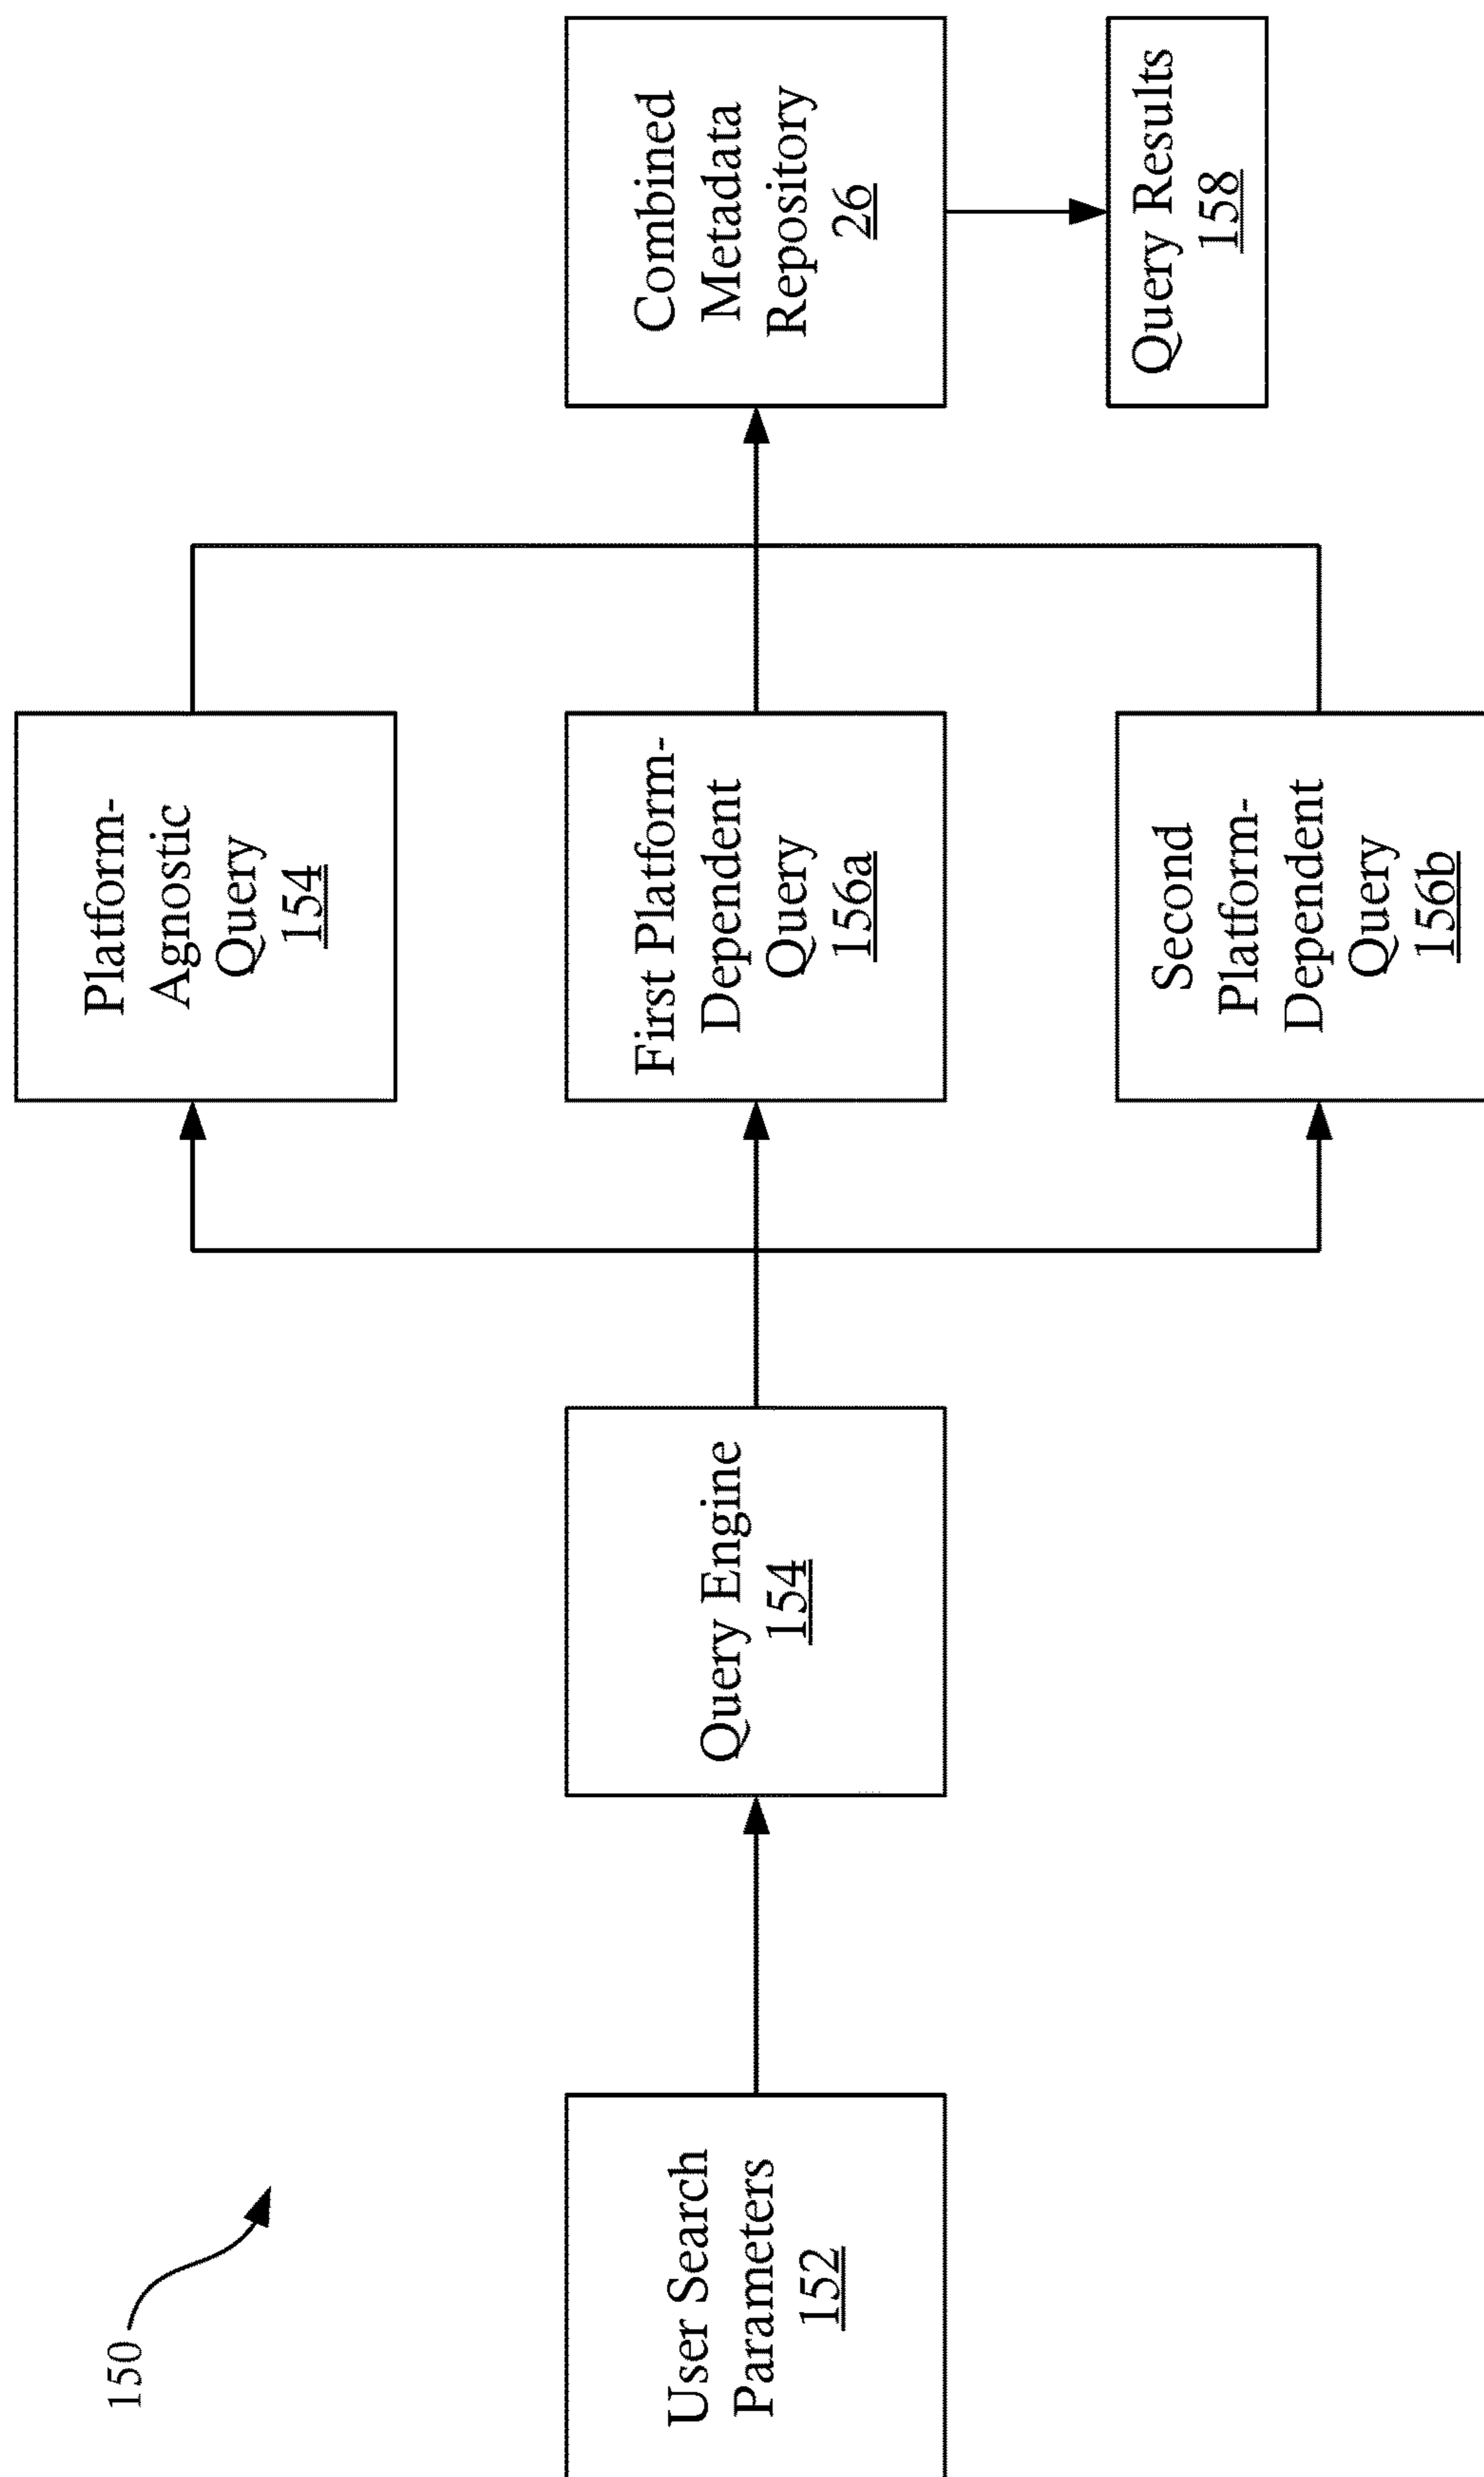 150
User Search
Parameters
152
Query Engine
154
Platform-
Agnostic
Query
154
First Platform-
Dependent
Query
156a
Second
Platform-
Dependent
Query
156b
Combined
Metadata
Repository
26
Query Results
158